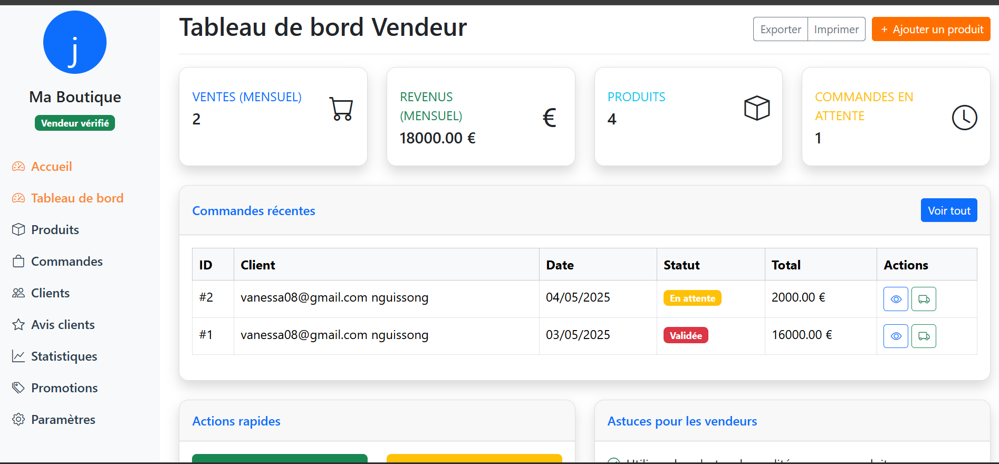 j
Ma Boutique
Vendeur vérifié
Accueil
Tableau de bord
Produits
Commandes
Clients
Avis clients
Statistiques
Promotions
Paramètres
Tableau de bord Vendeur
Exporter
Imprimer
+ Ajouter un produit
VENTES (MENSUEL)
2
REVENUS
(MENSUEL)
18000.00 €
€
PRODUITS
4
COMMANDES EN
ATTENTE
1
Commandes récentes
Voir tout
ID Client Date Statut Total Actions
#2 vanessa08@gmail.com nguissong 04/05/2025 En attente 2000.00 €
#1 vanessa08@gmail.com nguissong 03/05/2025 Validée 16000.00 €
Actions rapides
Astuces pour les vendeurs